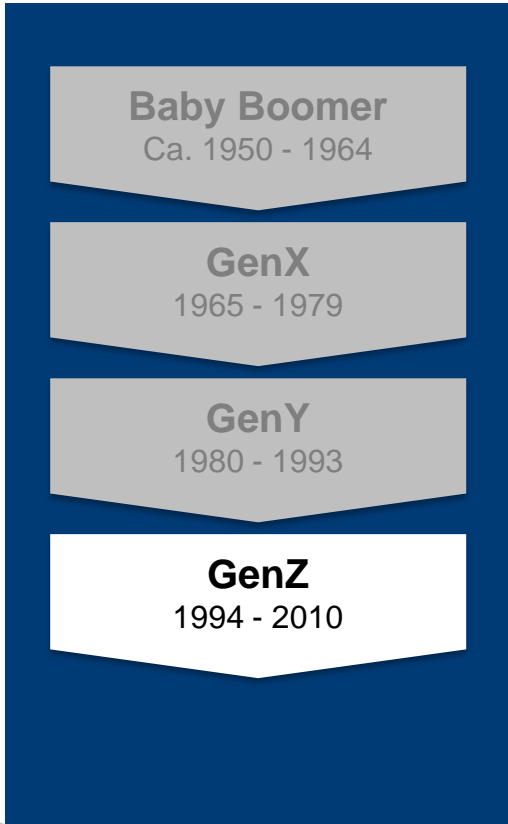 Baby Boomer
Ca. 1950 - 1964
GenX
1965 - 1979
GenY
1980 - 1993
GenZ
1994 - 2010